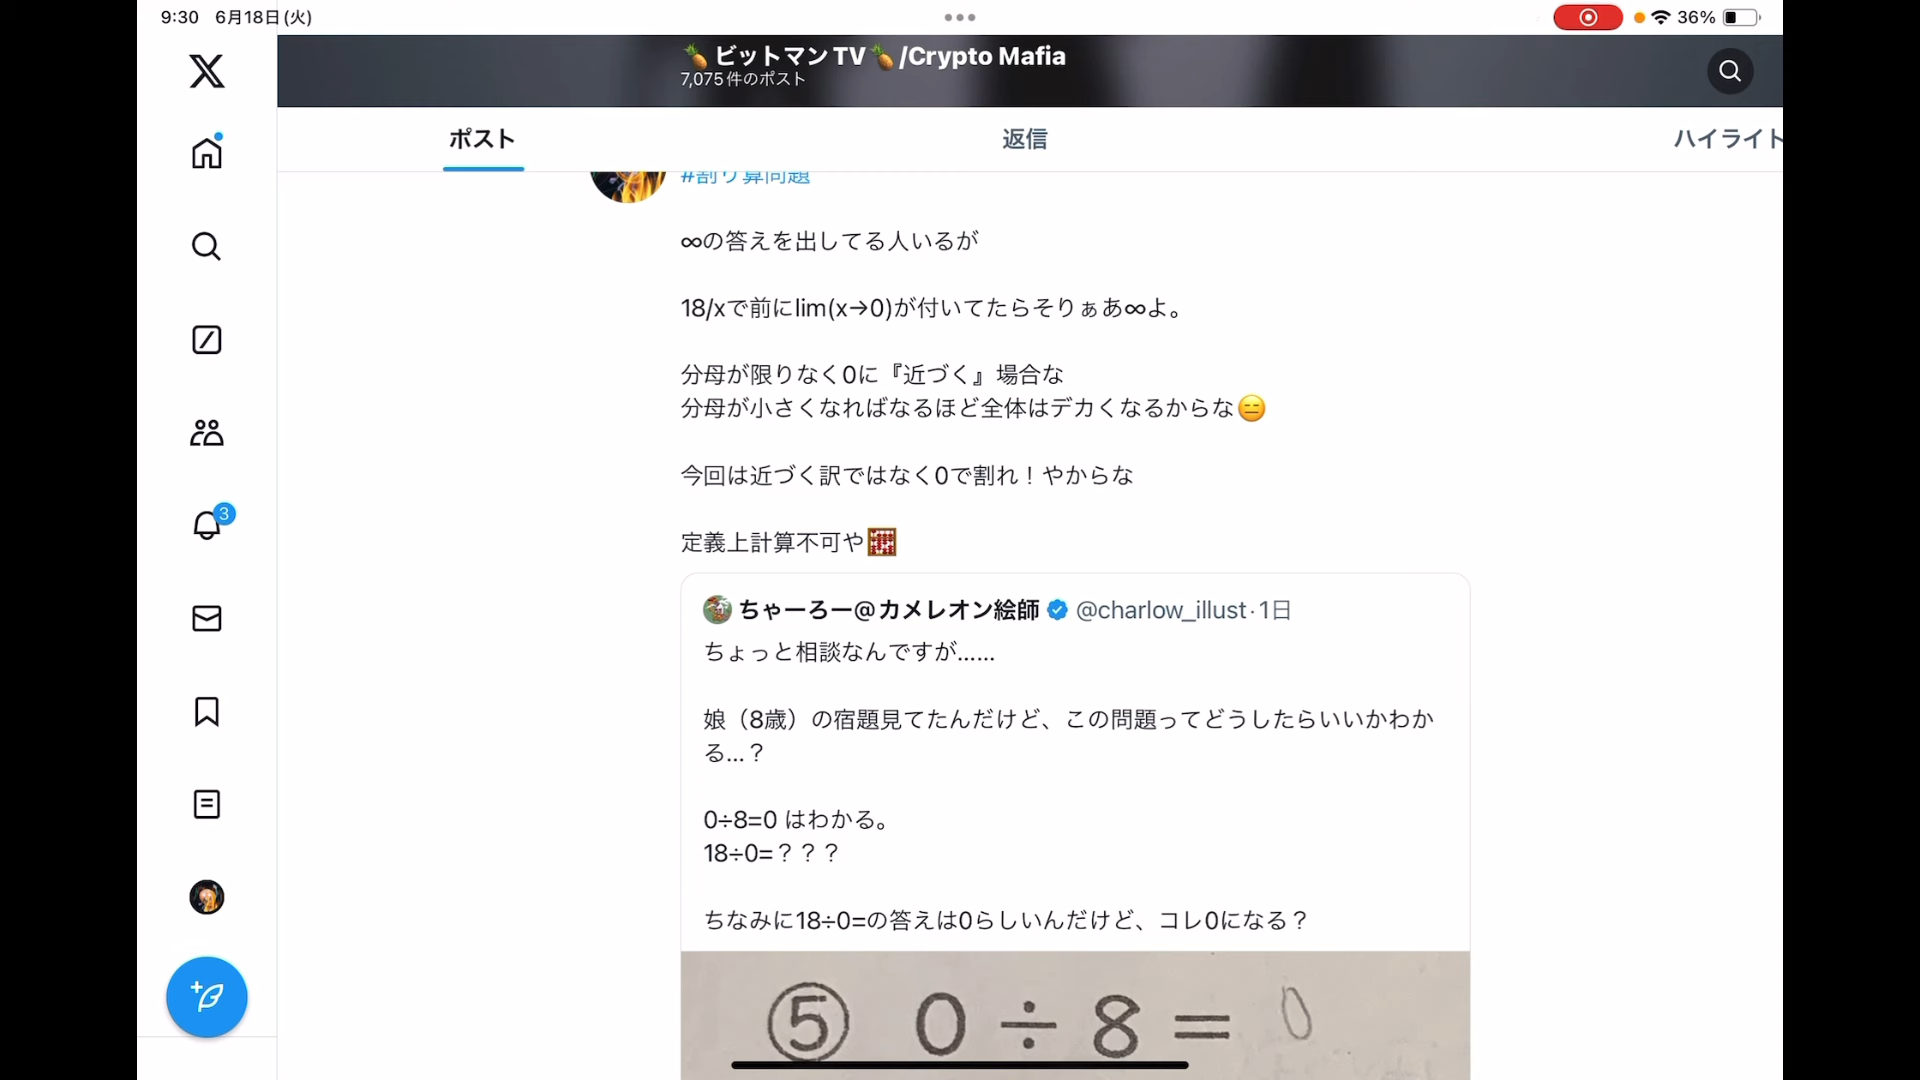 9:30 6月18日(火)
36%
🍍ビットマンTV🍍/Crypto Mafia
7,075 件のポスト
ポスト
返信
ハイライト
#割り算問題
∞の答えを出してる人いるが
18/xで前にlim(x→0)が付いてたらそりぁあ∞よ。
分母が限りなく0に『近づく』場合な
分母が小さくなればなるほど全体はデカくなるからな😑
今回は近づく訳ではなく0で割れ！やからな
定義上計算不可や🧮
3
ちゃーろー@カメレオン絵師 @charlow_illust·1日
ちょっと相談なんですが……
娘（8歳）の宿題見てたんだけど、この問題ってどうしたらいいかわか
る…？
0÷8=0 はわかる。
18÷0=？？？
ちなみに18÷0=の答えは0らしいんだけど、コレ0になる？
⑤ 0 ÷ 8 = 0